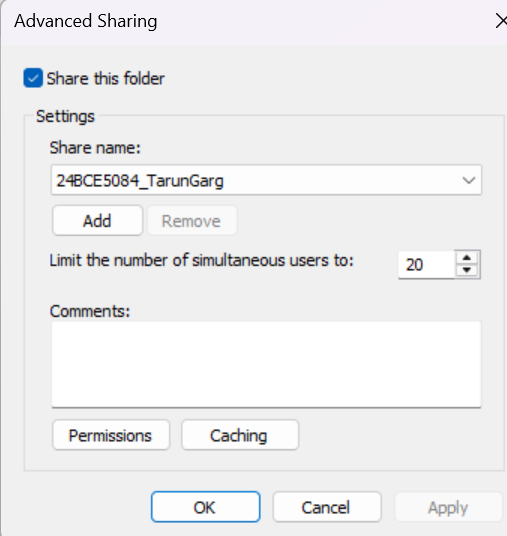 Advanced Sharing
Share this folder
Settings
Share name:
24BCE5084_TarunGarg
Add Remove
Limit the number of simultaneous users to: 20
Comments:
Permissions Caching
OK Cancel Apply